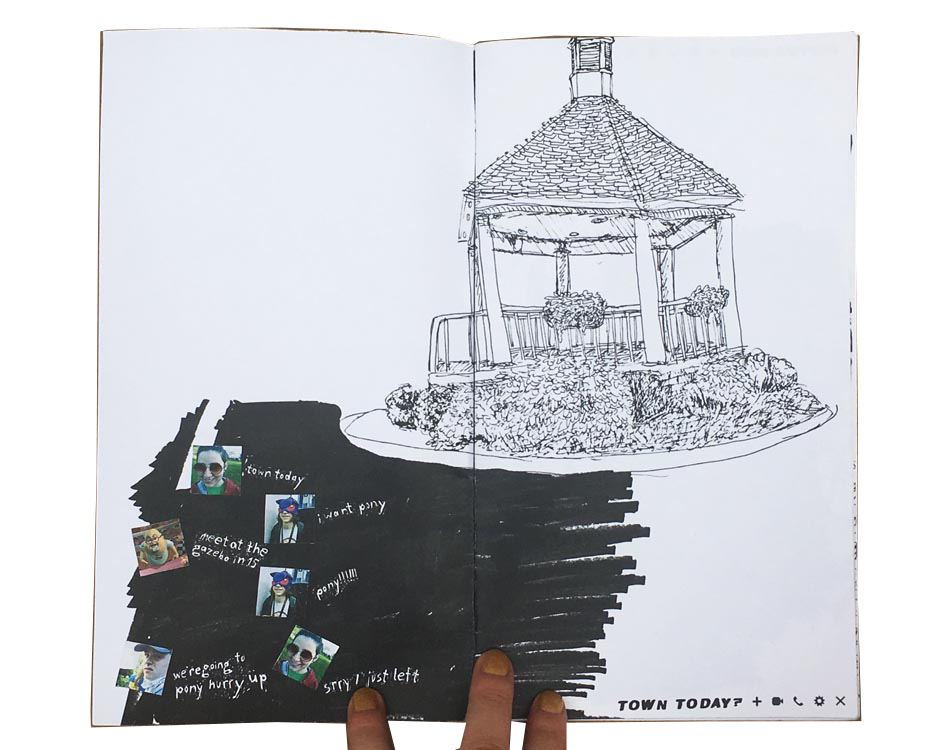 town today
i want pony
meet at the
gazebo in 15
pony!!!!!!
we're going to
pony hurry up
srry I just left
TOWN TODAY?